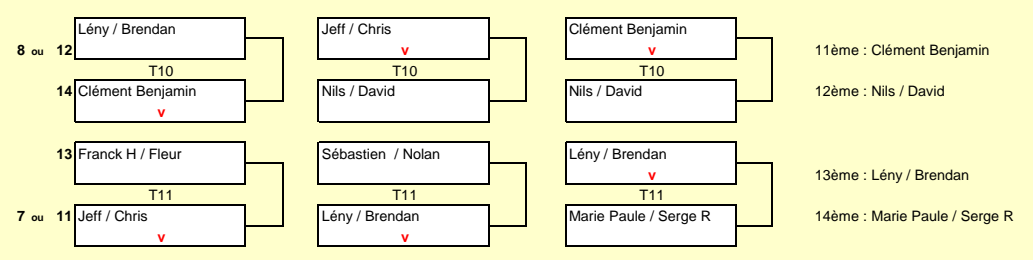 Lény / Brendan Jeff / Chris Clément Benjamin
8 ou 12 v v 11ème : Clément Benjamin
T10 T10 T10
14 Clément Benjamin Nils / David Nils / David 12ème : Nils / David
v
13 Franck H / Fleur Sébastien / Nolan Lény / Brendan
v 13ème : Lény / Brendan
T11 T11 T11
7 ou 11 Jeff / Chris Lény / Brendan Marie Paule / Serge R 14ème : Marie Paule / Serge R
v v